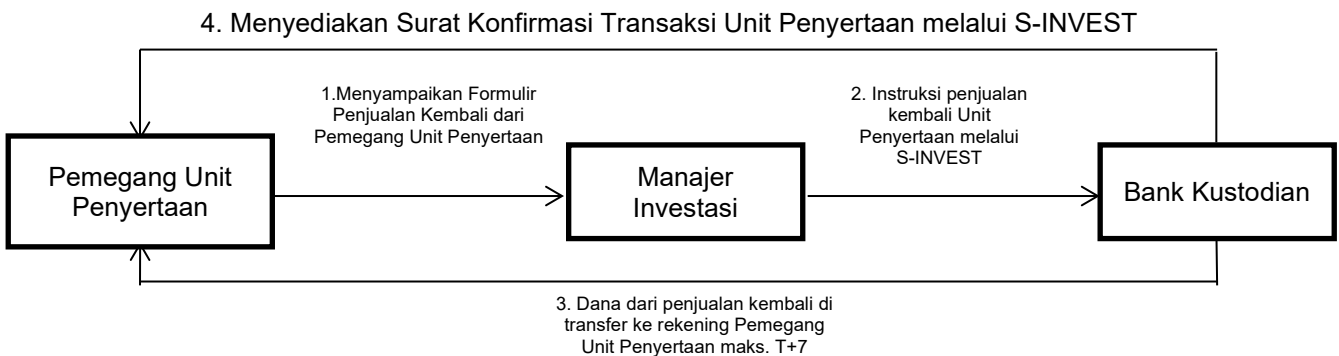 4. Menyediakan Surat Konfirmasi Transaksi Unit Penyertaan melalui S-INVEST
1.Menyampaikan Formulir
Penjualan Kembali dari
Pemegang Unit Penyertaan
2. Instruksi penjualan
kembali Unit
Penyertaan melalui
S-INVEST
Pemegang Unit
Penyertaan
Manajer
Investasi
Bank Kustodian
3. Dana dari penjualan kembali di
transfer ke rekening Pemegang
Unit Penyertaan maks. T+7